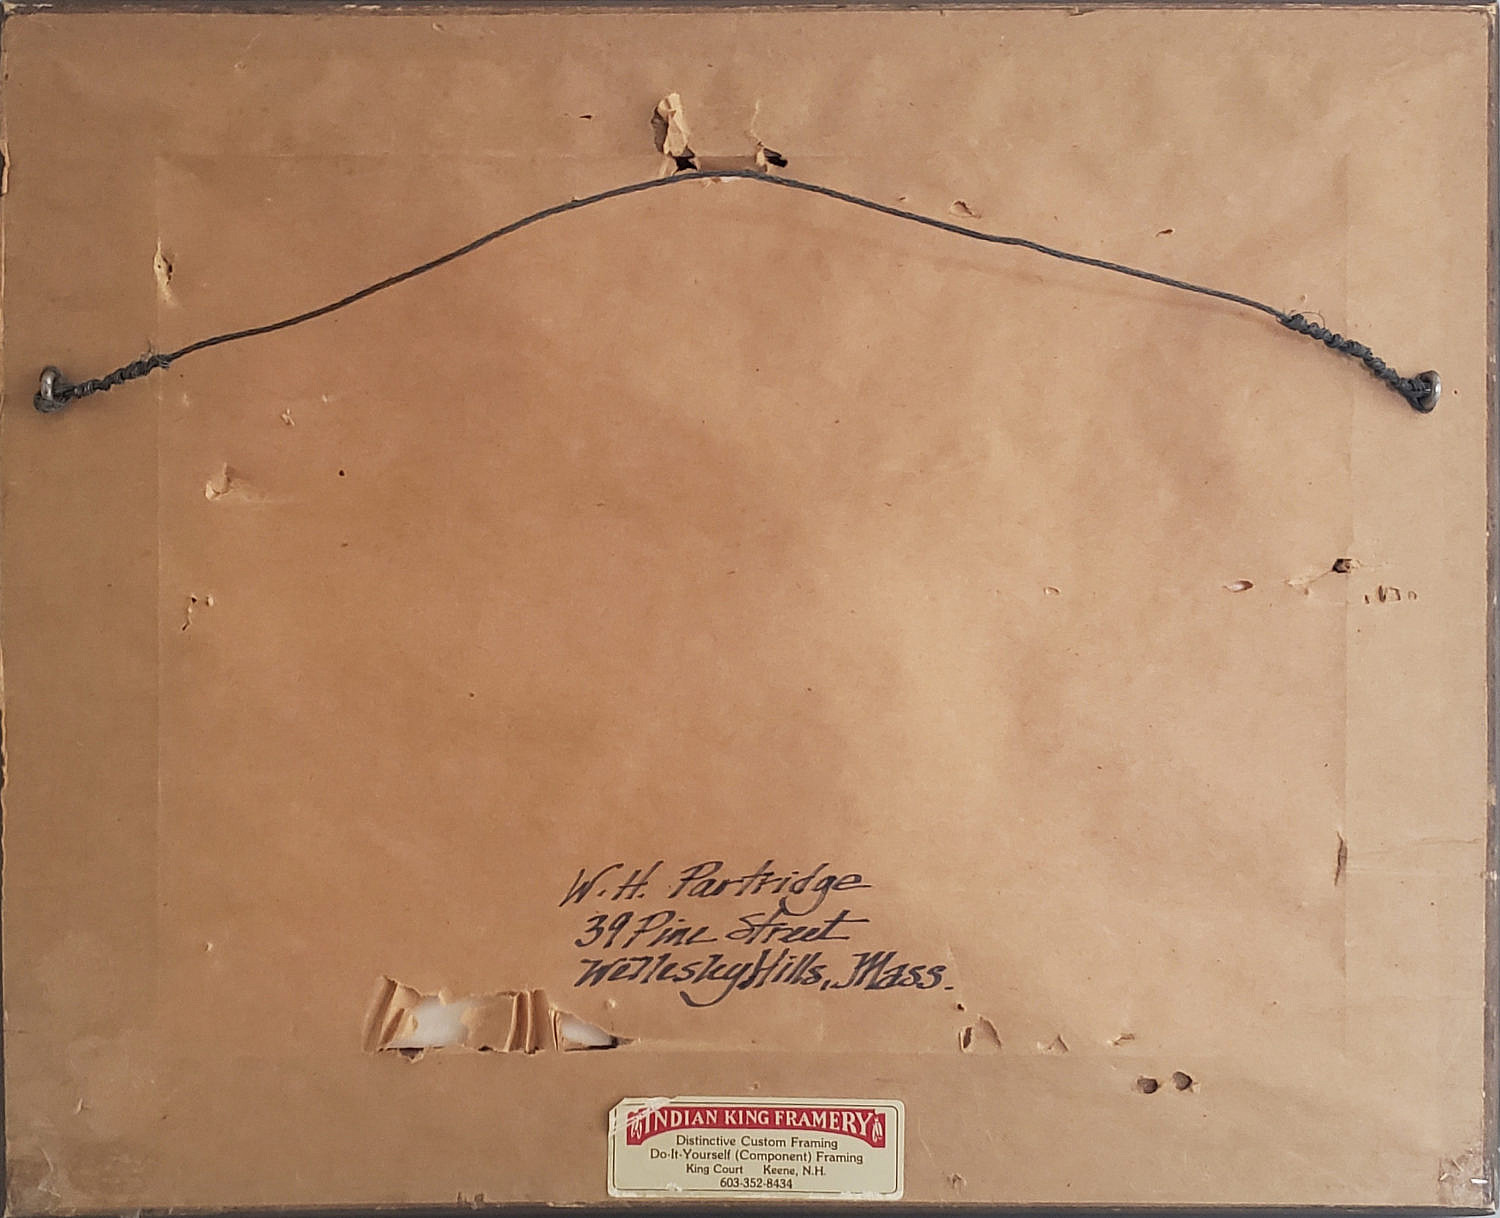 W. H. Partridge
39 Pine Street
Wellesley Hills, Mass.
INDIAN KING FRAMERY
Distinctive Custom Framing
Do-It-Yourself (Component) Framing
King Court Keene, N.H.
603-352-8434